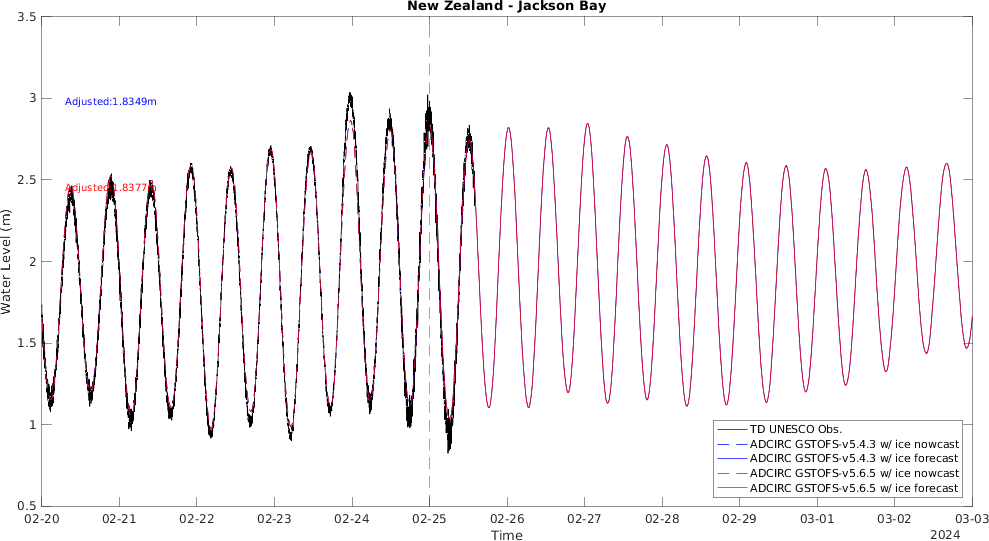 New Zealand - Jackson Bay
3.5
3
2.5
2
1.5
1
0.5
Water Level (m)
Adjusted:1.8349m
Adjusted:1.8377m
TD UNESCO Obs.
ADCIRC GSTOFS-v5.4.3 w/ ice nowcast
ADCIRC GSTOFS-v5.4.3 w/ ice forecast
ADCIRC GSTOFS-v5.6.5 w/ ice nowcast
ADCIRC GSTOFS-v5.6.5 w/ ice forecast
02-20 02-21 02-22 02-23 02-24 02-25 02-26 02-27 02-28 02-29 03-01 03-02 03-03
Time
2024